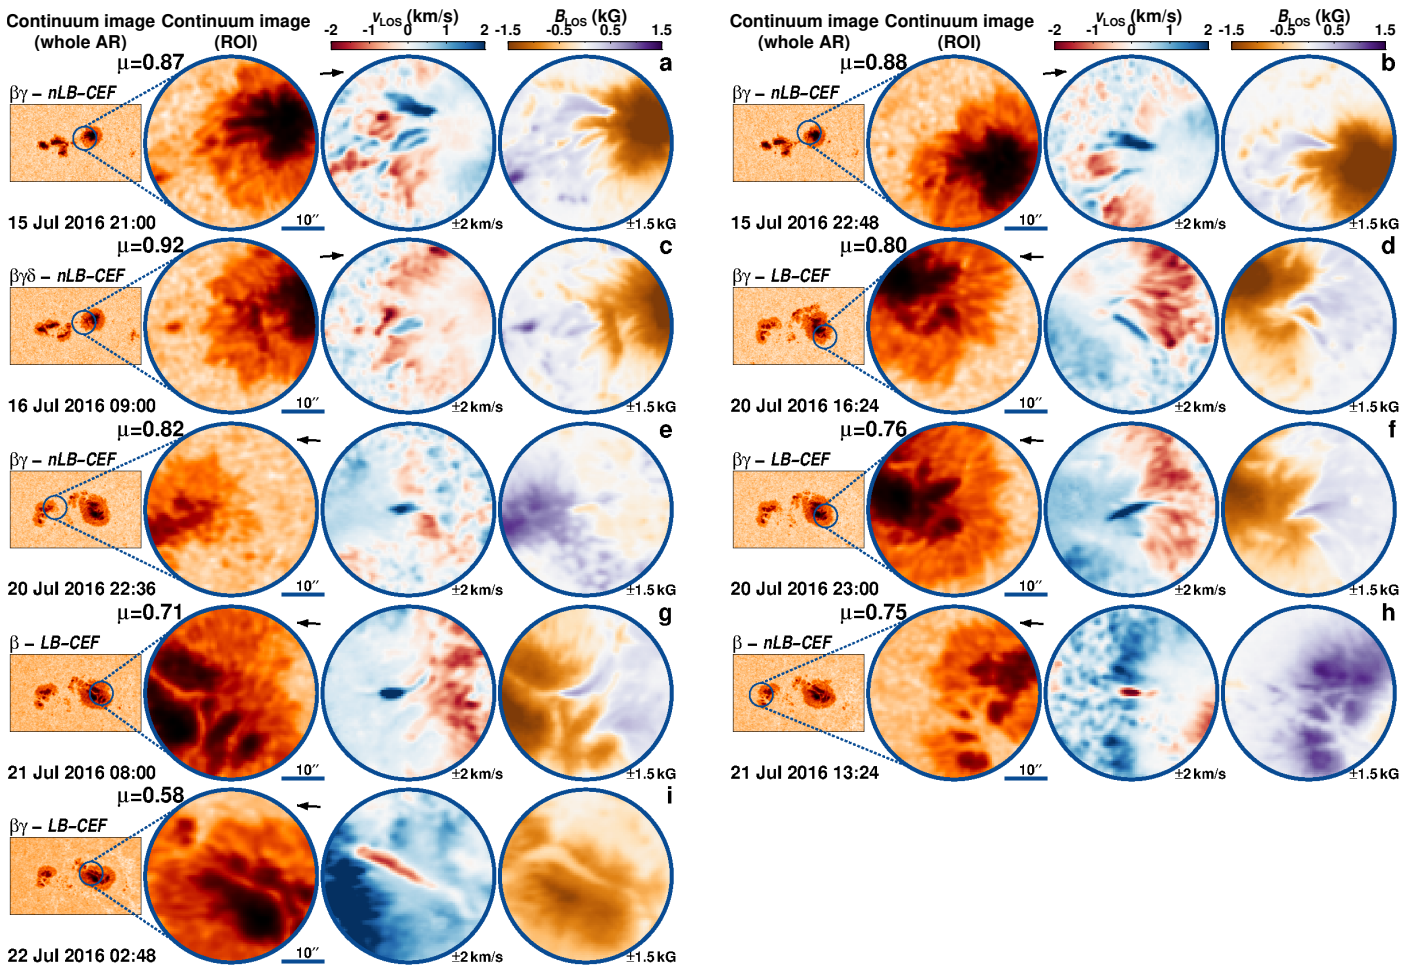 Continuum image Continuum image
(whole AR) (ROI)
v_LOS (km/s)
-2 -1 0 1 2
B_LOS (kG)
-1.5 -0.5 0.5 1.5
Continuum image Continuum image
(whole AR) (ROI)
v_LOS (km/s)
-2 -1 0 1 2
B_LOS (kG)
-1.5 -0.5 0.5 1.5
μ=0.87
a
βγ – nLB-CEF
15 Jul 2016 21:00
10″
±2 km/s
±1.5 kG
μ=0.88
b
βγ – nLB-CEF
15 Jul 2016 22:48
10″
±2 km/s
±1.5 kG
μ=0.92
c
βγδ – nLB-CEF
16 Jul 2016 09:00
10″
±2 km/s
±1.5 kG
μ=0.80
d
βγ – LB-CEF
20 Jul 2016 16:24
10″
±2 km/s
±1.5 kG
μ=0.82
e
βγ – nLB-CEF
20 Jul 2016 22:36
10″
±2 km/s
±1.5 kG
μ=0.76
f
βγ – LB-CEF
20 Jul 2016 23:00
10″
±2 km/s
±1.5 kG
μ=0.71
g
β – LB-CEF
21 Jul 2016 08:00
10″
±2 km/s
±1.5 kG
μ=0.75
h
β – nLB-CEF
21 Jul 2016 13:24
10″
±2 km/s
±1.5 kG
μ=0.58
i
βγ – LB-CEF
22 Jul 2016 02:48
10″
±2 km/s
±1.5 kG